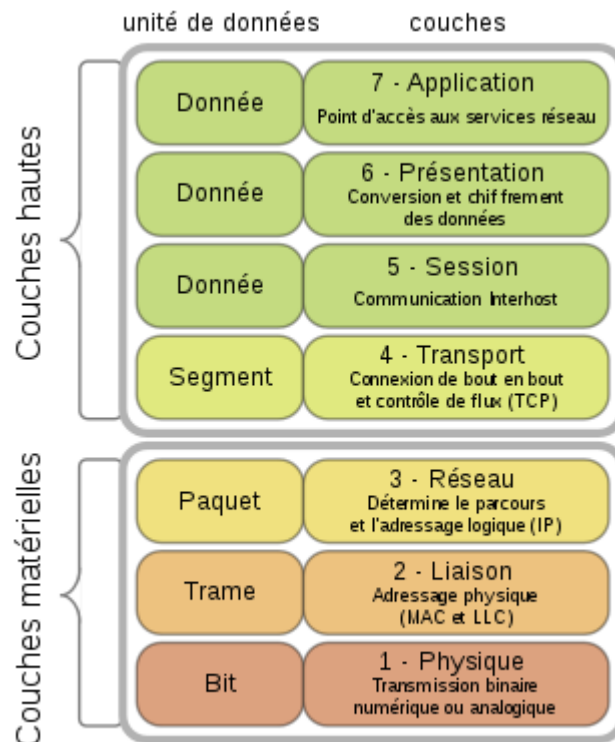 unité de données
couches
Couches hautes
Donnée
7 - Application
Point d'accès aux services réseau
Donnée
6 - Présentation
Conversion et chiffrement
des données
Donnée
5 - Session
Communication Interhost
Segment
4 - Transport
Connexion de bout en bout
et contrôle de flux (TCP)
Couches matérielles
Paquet
3 - Réseau
Détermine le parcours
et l'adressage logique (IP)
Trame
2 - Liaison
Adressage physique
(MAC et LLC)
Bit
1 - Physique
Transmission binaire
numérique ou analogique